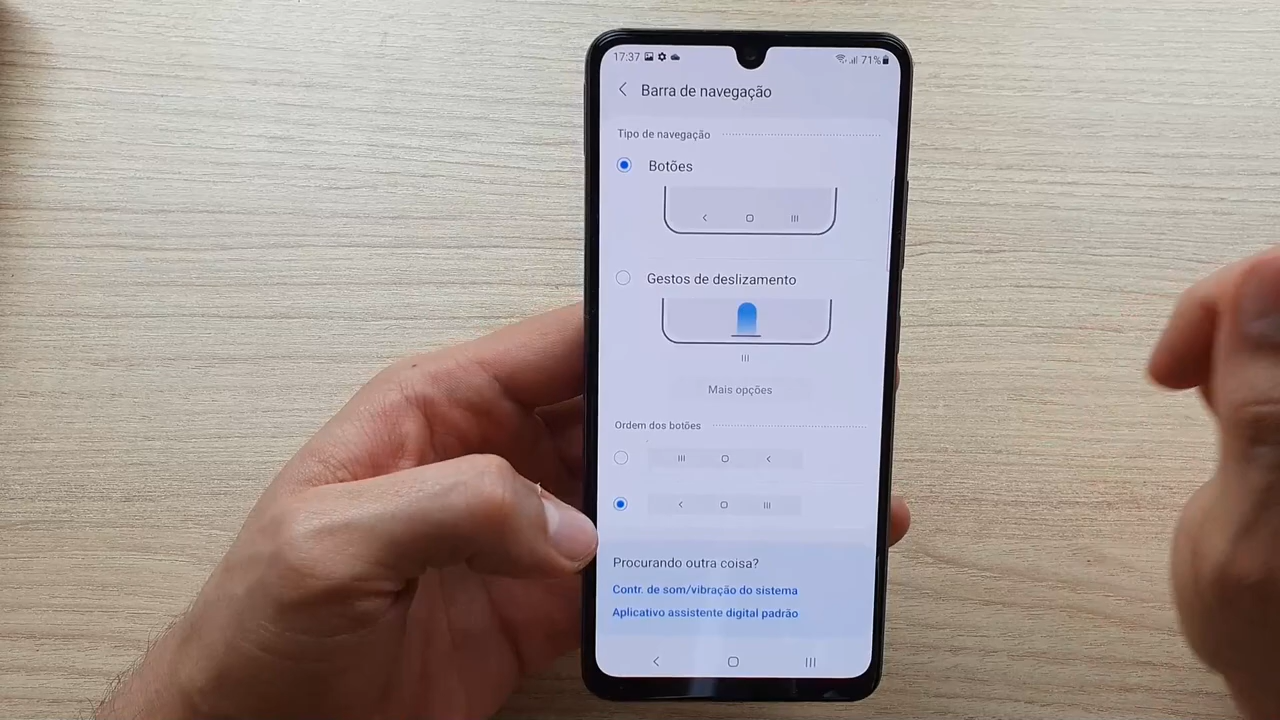 17:37 71%
Barra de navegação
Tipo de navegação
Botões
Gestos de deslizamento
Mais opções
Ordem dos botões
Procurando outra coisa?
Contr. de som/vibração do sistema
Aplicativo assistente digital padrão